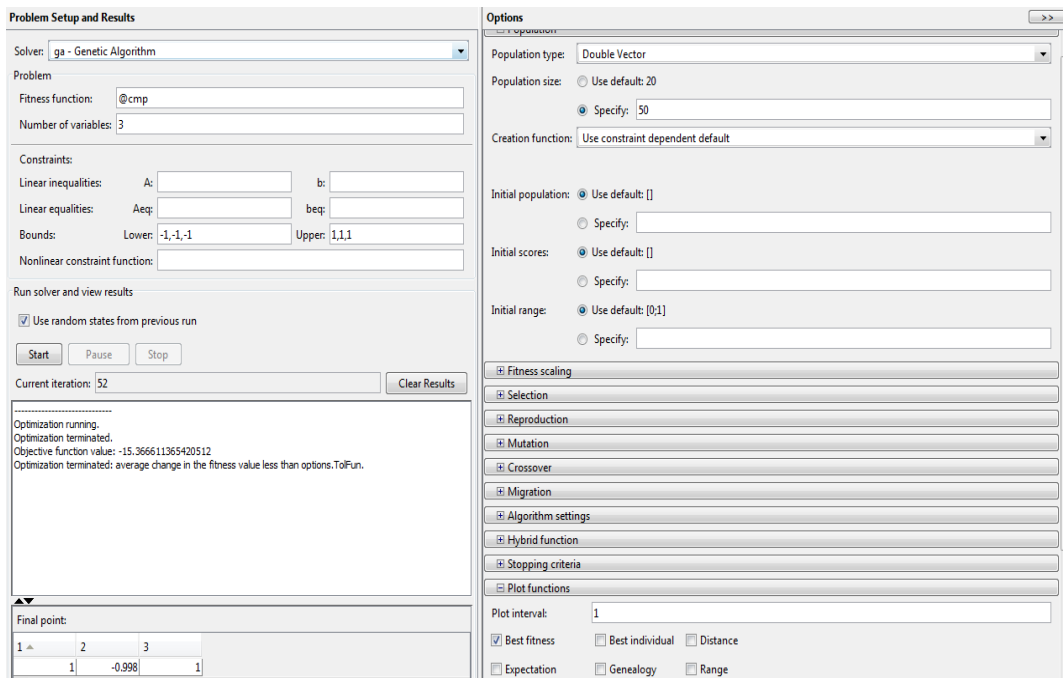 Problem Setup and Results
Solver: ga - Genetic Algorithm
Problem
Fitness function: @cmp
Number of variables: 3
Constraints:
Linear inequalities: A: b:
Linear equalities: Aeq: beq:
Bounds: Lower: -1,-1,-1 Upper: 1,1,1
Nonlinear constraint function:
Run solver and view results
Use random states from previous run
Start Pause Stop
Current iteration: 52 Clear Results
Optimization running.
Optimization terminated.
Objective function value: -15.366611365420512
Optimization terminated: average change in the fitness value less than options.TolFun.
Final point:
1 2 3
1 -0.998 1
Options >>
Population
Population type: Double Vector
Population size: Use default: 20
Specify: 50
Creation function: Use constraint dependent default
Initial population: Use default: []
Specify:
Initial scores: Use default: []
Specify:
Initial range: Use default: [0;1]
Specify:
Fitness scaling
Selection
Reproduction
Mutation
Crossover
Migration
Algorithm settings
Hybrid function
Stopping criteria
Plot functions
Plot interval: 1
Best fitness Best individual Distance
Expectation Genealogy Range